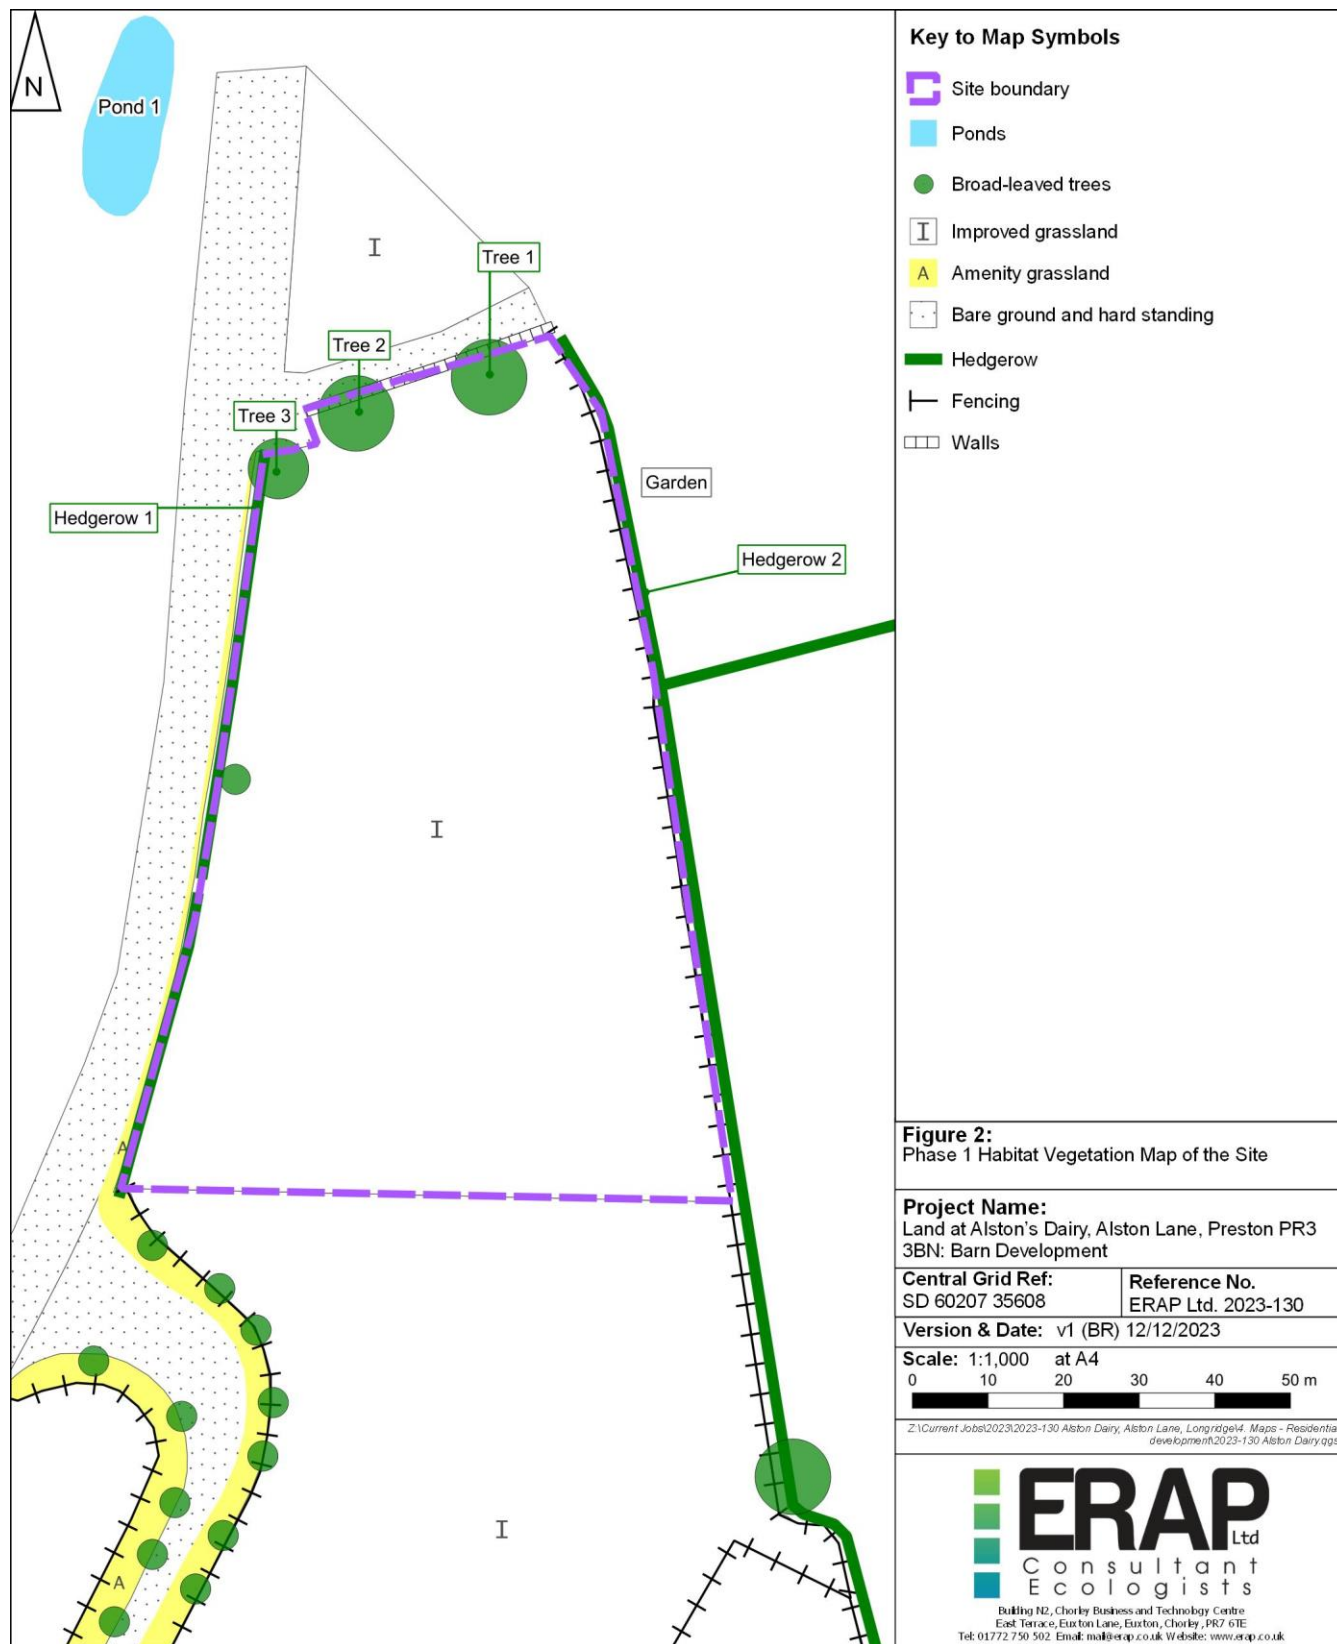 N
Pond 1
I
Tree 1
Tree 2
Tree 3
Hedgerow 1
Garden
Hedgerow 2
I
A
I
A
Key to Map Symbols
Site boundary
Ponds
Broad-leaved trees
I Improved grassland
A Amenity grassland
Bare ground and hard standing
Hedgerow
Fencing
Walls
Figure 2:
Phase 1 Habitat Vegetation Map of the Site
Project Name:
Land at Alston's Dairy, Alston Lane, Preston PR3
3BN: Barn Development
Central Grid Ref:
SD 60207 35608
Reference No.
ERAP Ltd. 2023-130
Version & Date: v1 (BR) 12/12/2023
Scale: 1:1,000 at A4
0 10 20 30 40 50 m
Z:\Current Jobs\2023\2023-130 Alston Dairy, Alston Lane, Longridge\4. Maps - Residential
development\2023-130 Alston Dairy.qgs
ERAP Ltd
Consultant
Ecologists
Building N2, Chorley Business and Technology Centre
East Terrace, Euxton Lane, Euxton, Chorley, PR7 6TE
Tel: 01772 750 502 Email: mail@erap.co.uk Website: www.erap.co.uk